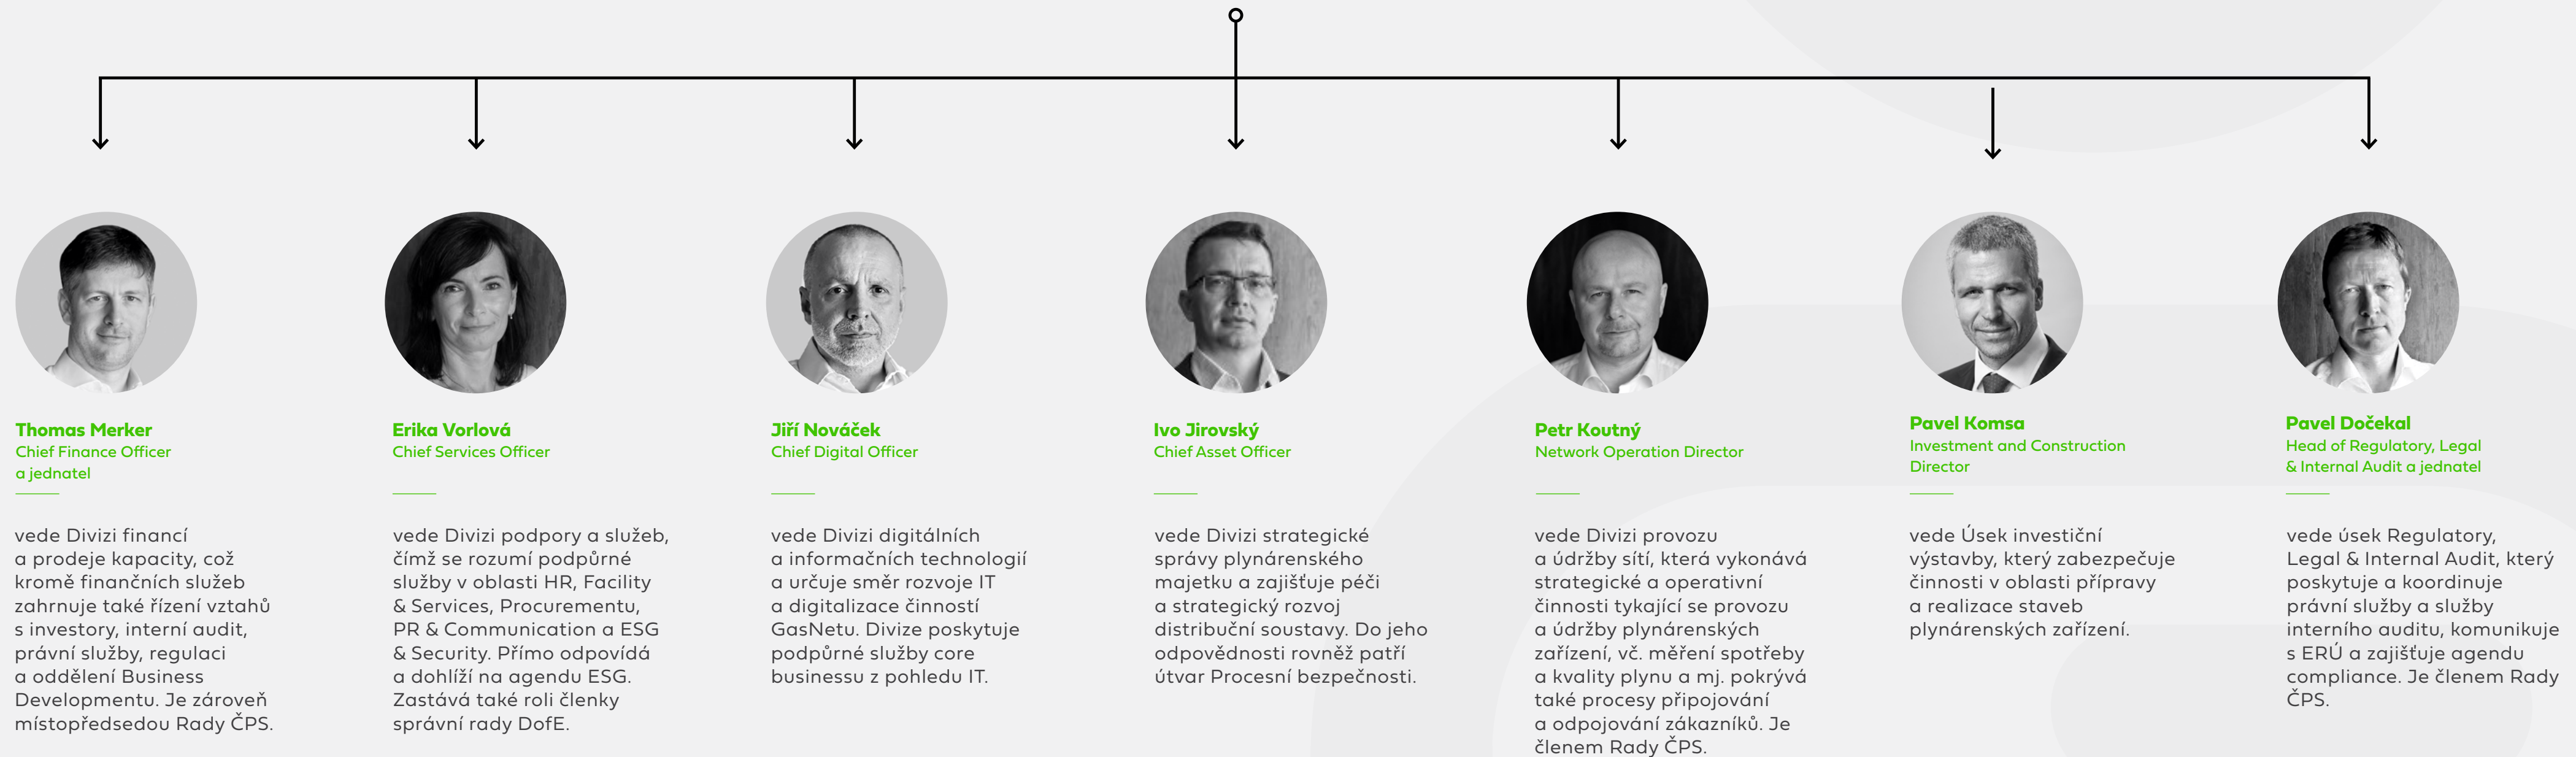 Thomas Merker
Chief Finance Officer
a jednatel
vede Divizi financí
a prodeje kapacity, což
kromě finančních služeb
zahrnuje také řízení vztahů
s investory, interní audit,
právní služby, regulaci
a oddělení Business
Developmentu. Je zároveň
místopředsedou Rady ČPS.
Erika Vorlová
Chief Services Officer
vede Divizi podpory a služeb,
čímž se rozumí podpůrné
služby v oblasti HR, Facility
& Services, Procurementu,
PR & Communication a ESG
& Security. Přímo odpovídá
a dohlíží na agendu ESG.
Zastává také roli členky
správní rady DofE.
Jiří Nováček
Chief Digital Officer
vede Divizi digitálních
a informačních technologií
a určuje směr rozvoje IT
a digitalizace činností
GasNetu. Divize poskytuje
podpůrné služby core
businessu z pohledu IT.
Ivo Jirovský
Chief Asset Officer
vede Divizi strategické
správy plynárenského
majetku a zajišťuje péči
a strategický rozvoj
distribuční soustavy. Do jeho
odpovědnosti rovněž patří
útvar Procesní bezpečnosti.
Petr Koutný
Network Operation Director
vede Divizi provozu
a údržby sítí, která vykonává
strategické a operativní
činnosti tykající se provozu
a údržby plynárenských
zařízení, vč. měření spotřeby
a kvality plynu a mj. pokrývá
také procesy připojování
a odpojování zákazníků. Je
členem Rady ČPS.
Pavel Komsa
Investment and Construction
Director
vede Úsek investiční
výstavby, který zabezpečuje
činnosti v oblasti přípravy
a realizace staveb
plynárenských zařízení.
Pavel Dočekal
Head of Regulatory, Legal
& Internal Audit a jednatel
vede úsek Regulatory,
Legal & Internal Audit, který
poskytuje a koordinuje
právní služby a služby
interního auditu, komunikuje
s ERÚ a zajišťuje agendu
compliance. Je členem Rady
ČPS.